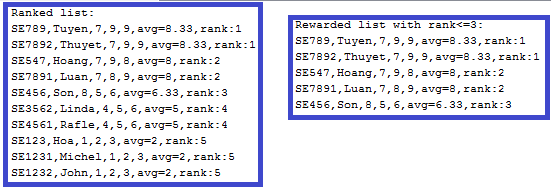 Ranked list:
SE789,Tuyen,7,9,9,avg=8.33,rank:1
SE7892,Thuyet,7,9,9,avg=8.33,rank:1
SE547,Hoang,7,9,8,avg=8,rank:2
SE7891,Luan,7,8,9,avg=8,rank:2
SE456,Son,8,5,6,avg=6.33,rank:3
SE3562,Linda,4,5,6,avg=5,rank:4
SE4561,Rafle,4,5,6,avg=5,rank:4
SE123,Hoa,1,2,3,avg=2,rank:5
SE1231,Michel,1,2,3,avg=2,rank:5
SE1232,John,1,2,3,avg=2,rank:5
Rewarded list with rank<=3:
SE789,Tuyen,7,9,9,avg=8.33,rank:1
SE7892,Thuyet,7,9,9,avg=8.33,rank:1
SE547,Hoang,7,9,8,avg=8,rank:2
SE7891,Luan,7,8,9,avg=8,rank:2
SE456,Son,8,5,6,avg=6.33,rank:3